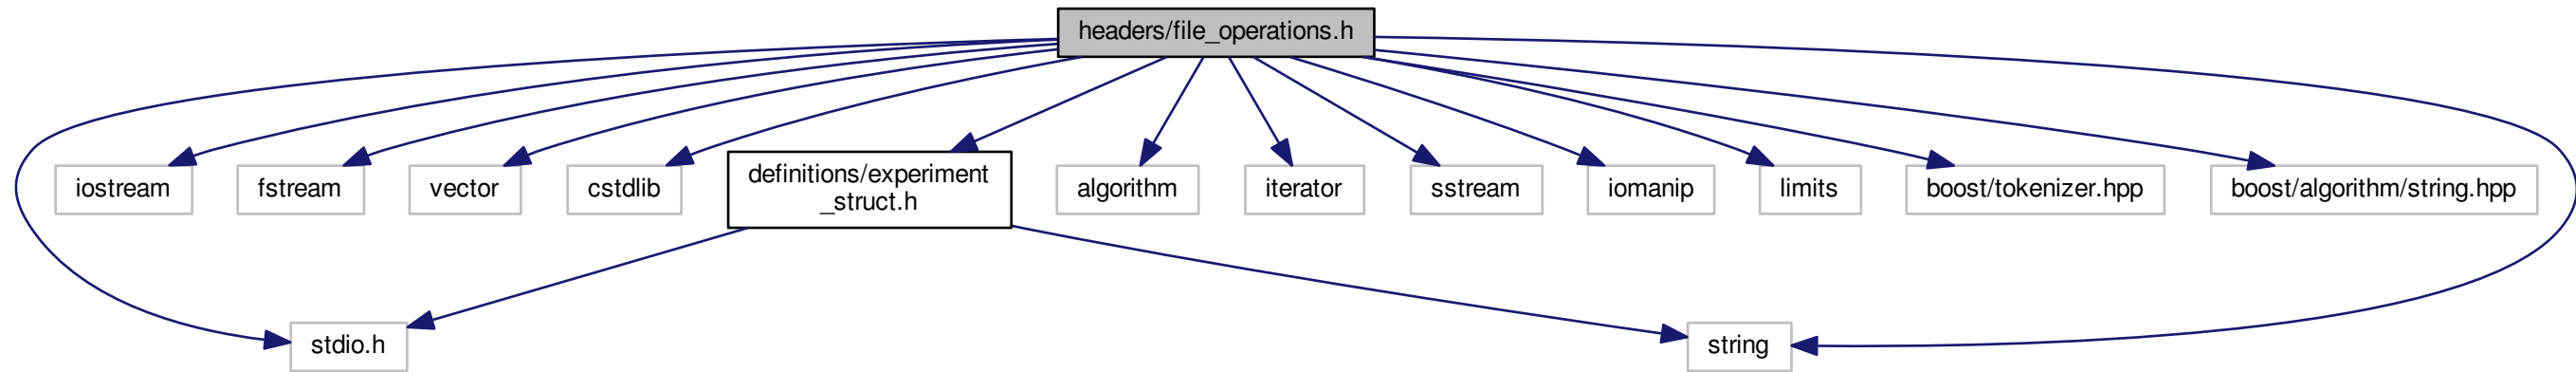 headers/file_operations.h
iostream
fstream
vector
cstdlib
definitions/experiment
_struct.h
algorithm
iterator
sstream
iomanip
limits
boost/tokenizer.hpp
boost/algorithm/string.hpp
stdio.h
string